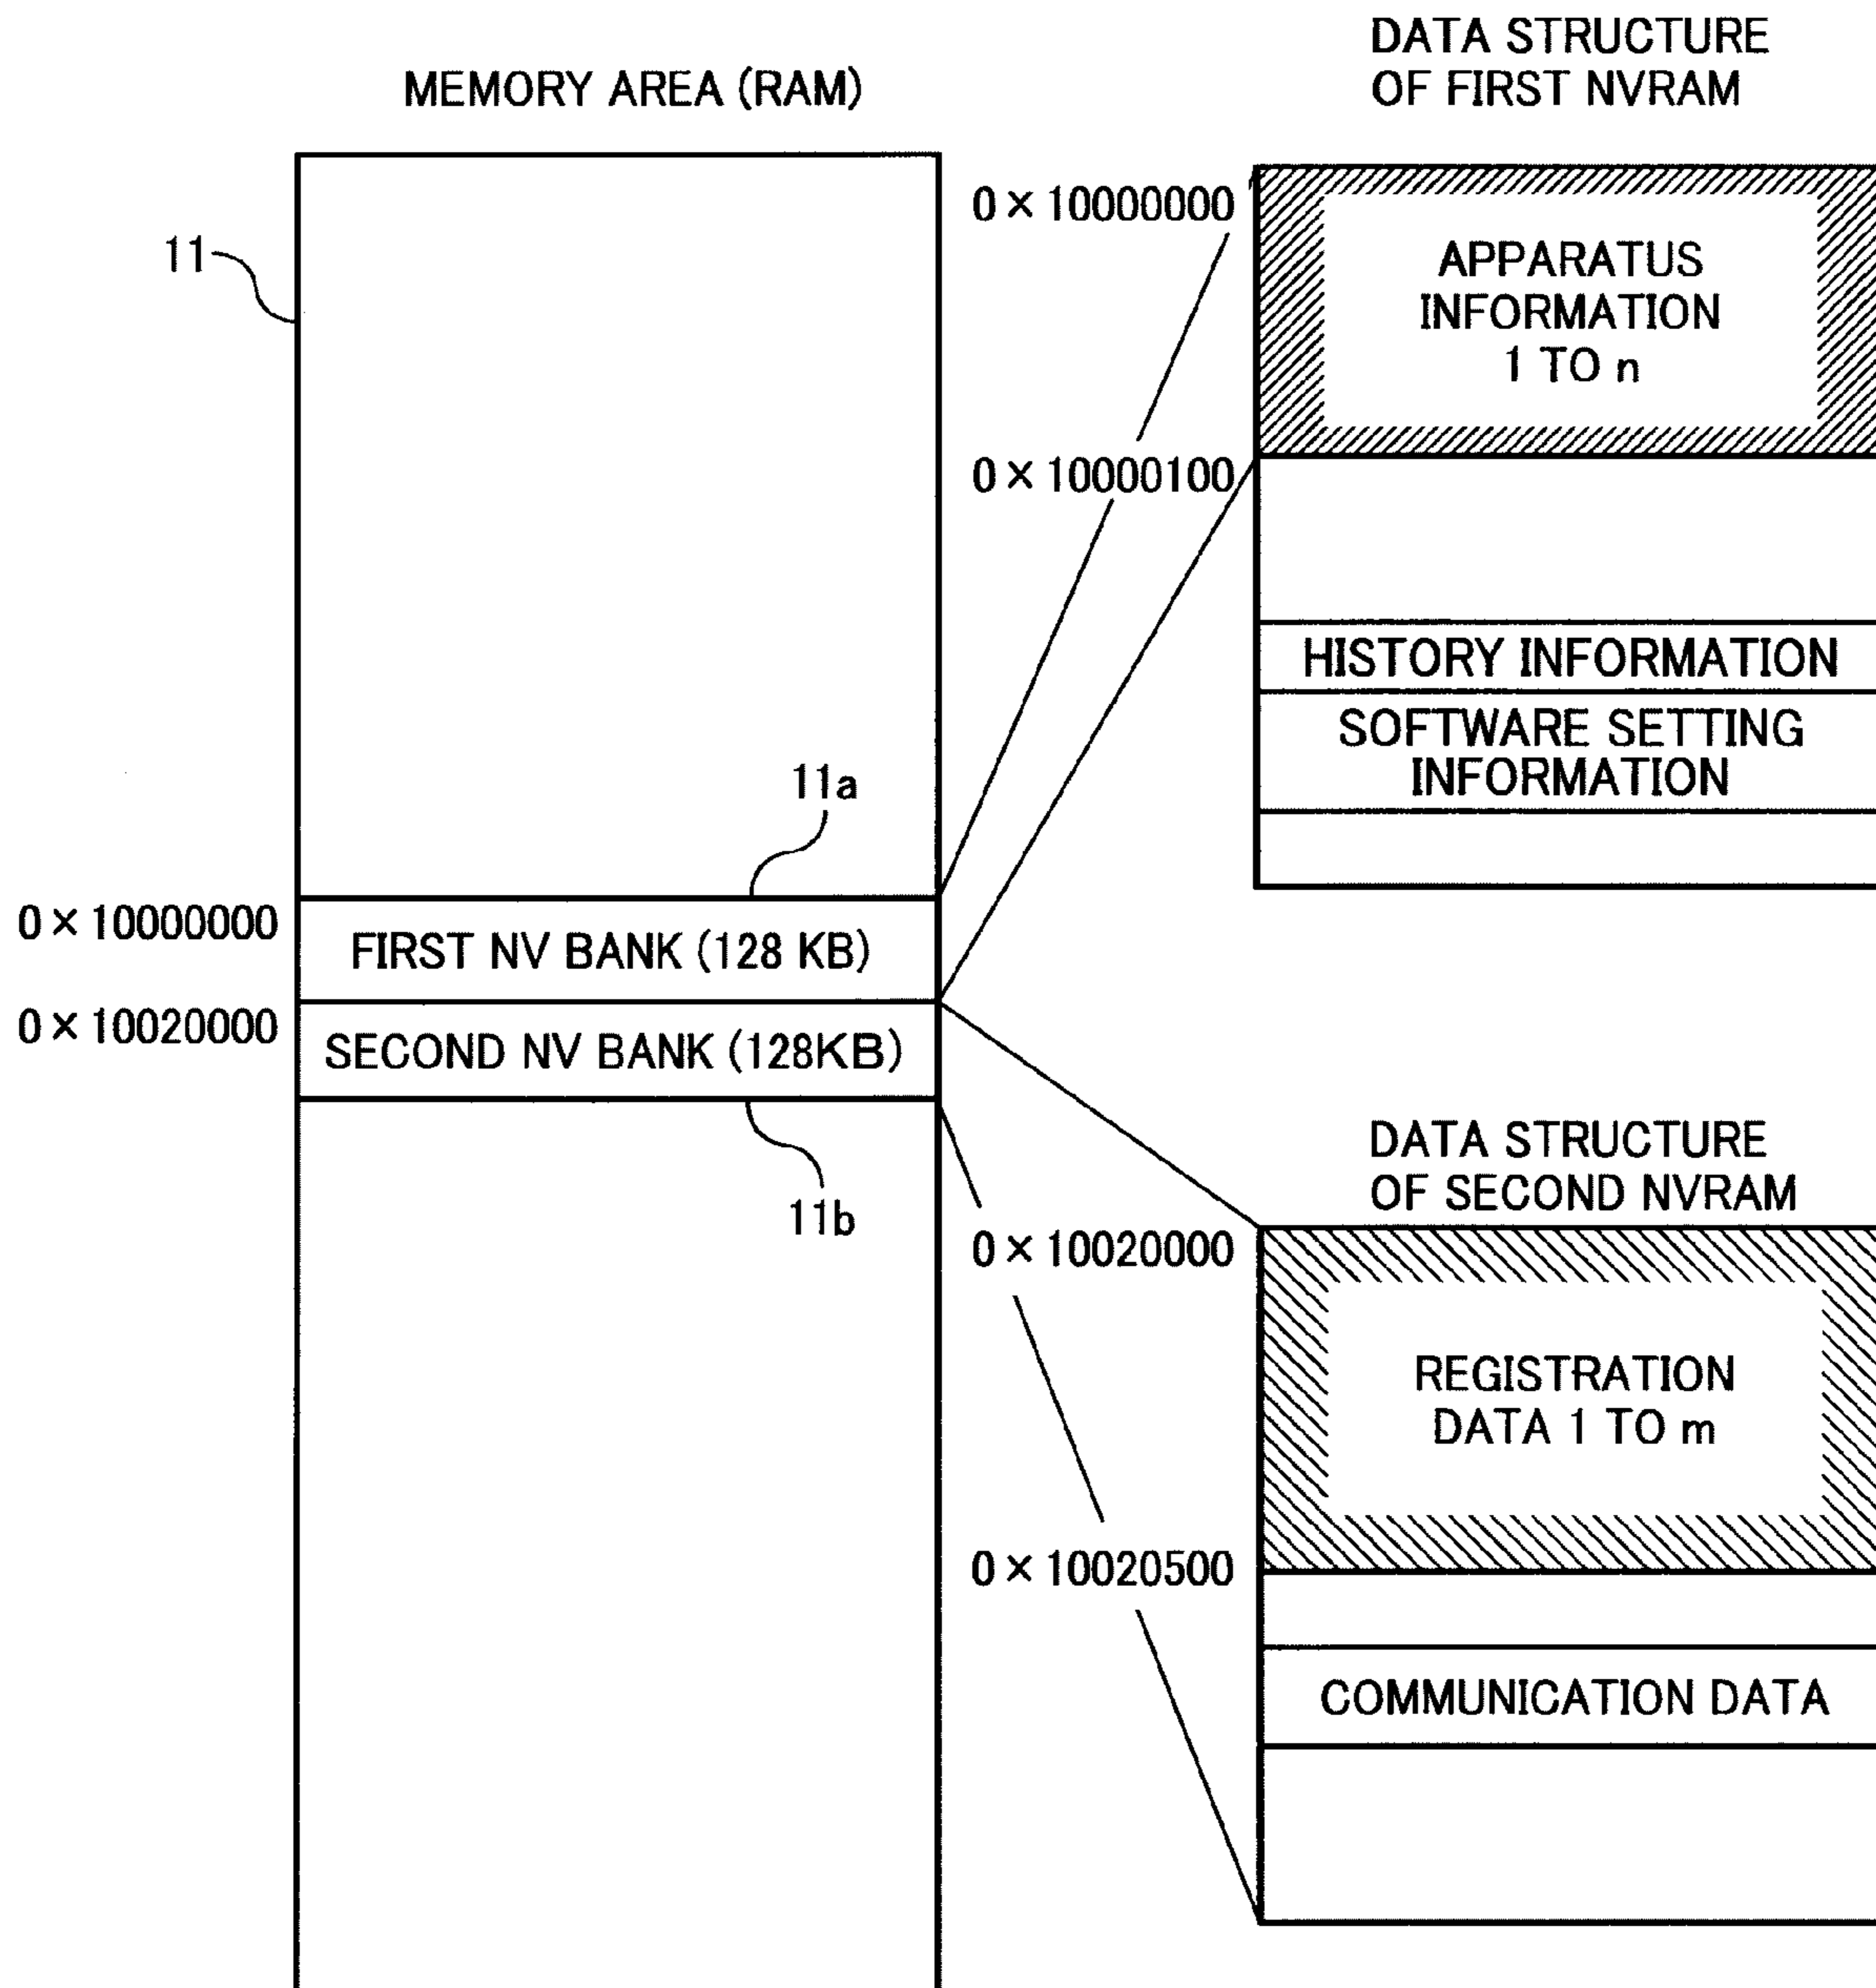 DATA STRUCTURE
OF FIRST NVRAM
MEMORY AREA (RAM)
11
0×10000000
APPARATUS
INFORMATION
1 TO n
0×10000100
HISTORY INFORMATION
SOFTWARE SETTING
INFORMATION
11a
0×10000000
FIRST NV BANK (128 KB)
0×10020000
SECOND NV BANK (128KB)
11b
DATA STRUCTURE
OF SECOND NVRAM
0×10020000
REGISTRATION
DATA 1 TO m
0×10020500
COMMUNICATION DATA